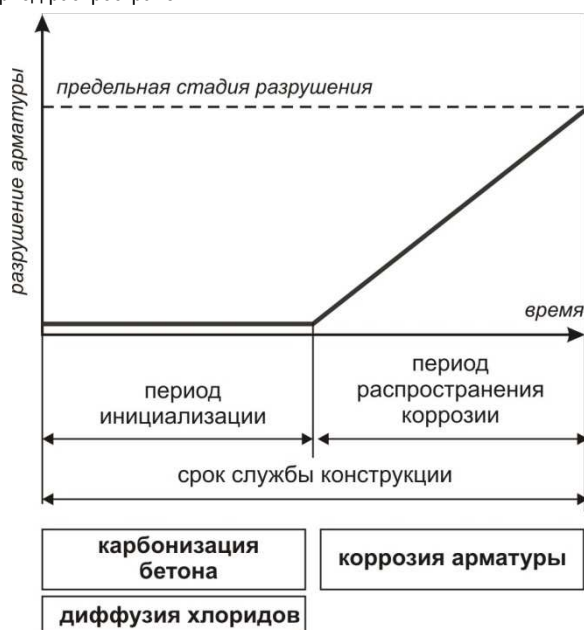 предельная стадия разрушения
разрушение арматуры
время
период
инициализации
период
распространения
коррозии
срок службы конструкции
карбонизация
бетона
коррозия арматуры
диффузия хлоридов